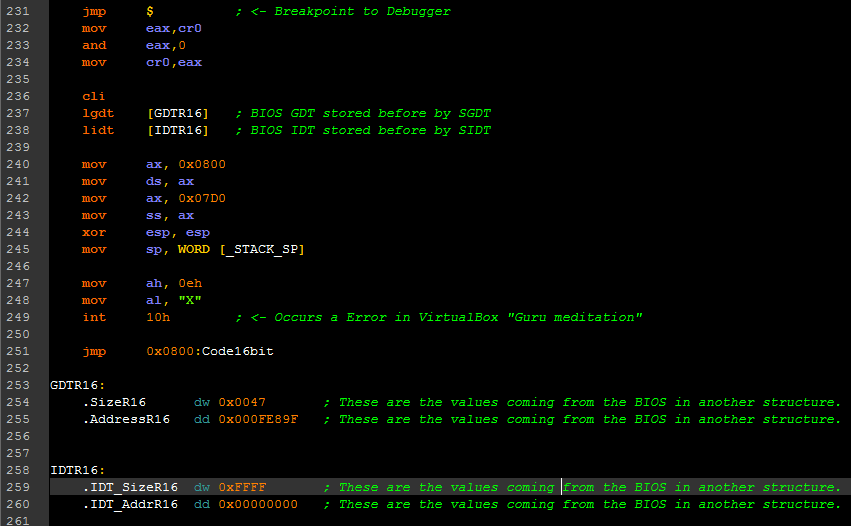 231 jmp $ ; <- Breakpoint to Debugger
232 mov eax,cr0
233 and eax,0
234 mov cr0,eax
235
236 cli
237 lgdt [GDTR16] ; BIOS GDT stored before by SGDT
238 lidt [IDTR16] ; BIOS IDT stored before by SIDT
239
240 mov ax, 0x0800
241 mov ds, ax
242 mov ax, 0x07D0
243 mov ss, ax
244 xor esp, esp
245 mov sp, WORD [_STACK_SP]
246
247 mov ah, 0eh
248 mov al, "X"
249 int 10h ; <- Occurs a Error in VirtualBox "Guru meditation"
250
251 jmp 0x0800:Code16bit
252
253 GDTR16:
254 .SizeR16 dw 0x0047 ; These are the values coming from the BIOS in another structure.
255 .AddressR16 dd 0x000FE89F ; These are the values coming from the BIOS in another structure.
256
257
258 IDTR16:
259 .IDT_SizeR16 dw 0xFFFF ; These are the values coming from the BIOS in another structure.
260 .IDT_AddrR16 dd 0x00000000 ; These are the values coming from the BIOS in another structure.
261